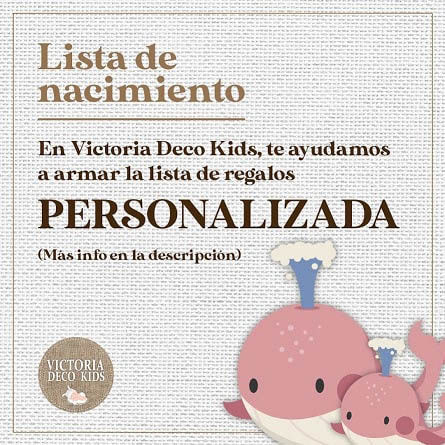 Lista de
nacimiento
En Victoria Deco Kids, te ayudamos
a armar la lista de regalos
PERSONALIZADA
(Más info en la descripción)
VICTORIA
DECO KIDS